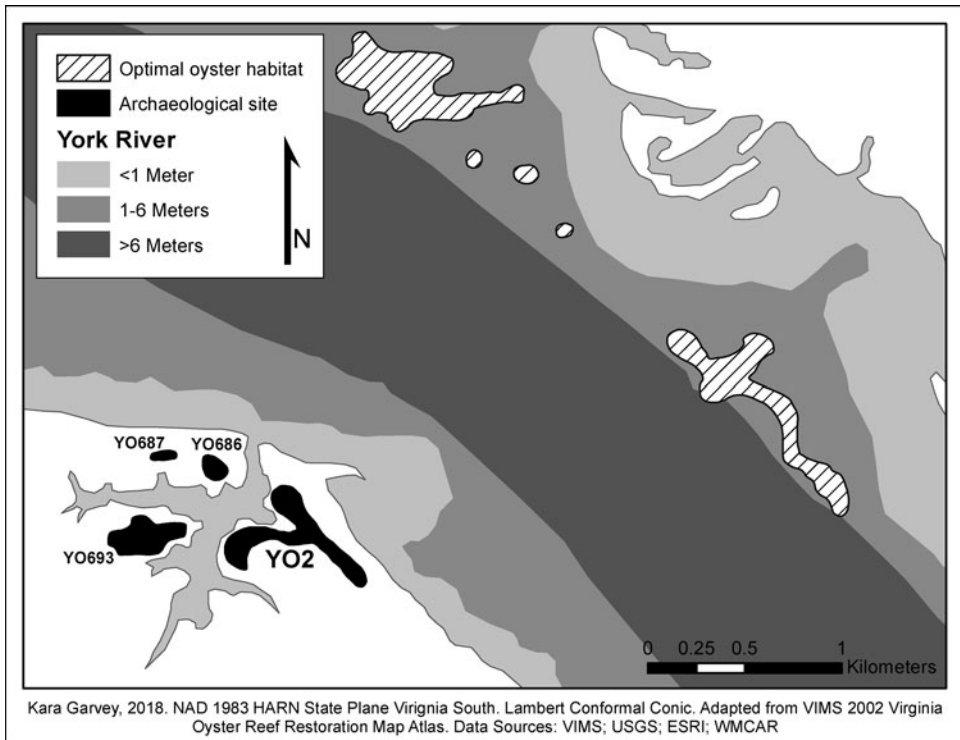 Optimal oyster habitat
Archaeological site
York River
<1 Meter
1-6 Meters
>6 Meters
N
YO687
YO686
YO693
YO2
0 0.25 0.5 1
Kilometers
Kara Garvey, 2018. NAD 1983 HARN State Plane Virignia South. Lambert Conformal Conic. Adapted from VIMS 2002 Virginia
Oyster Reef Restoration Map Atlas. Data Sources: VIMS; USGS; ESRI; WMCAR